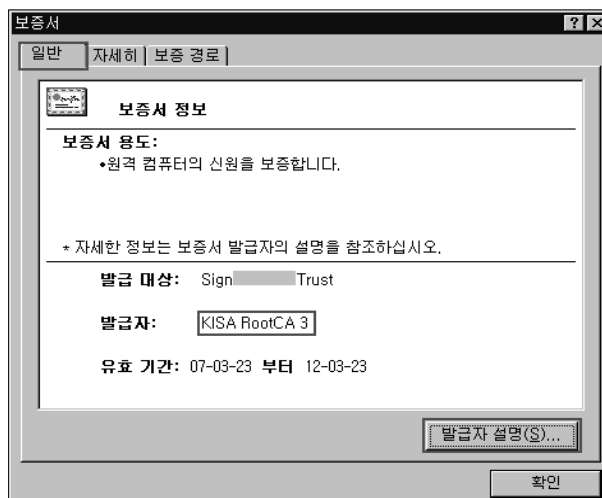 보증서
일반 자세히 보증 경로
보증서 정보
보증서 용도:
•원격 컴퓨터의 신원을 보증합니다.
* 자세한 정보는 보증서 발급자의 설명을 참조하십시오.
발급 대상: Sign Trust
발급자: KISA RootCA 3
유효 기간: 07-03-23 부터 12-03-23
발급자 설명(S)...
확인